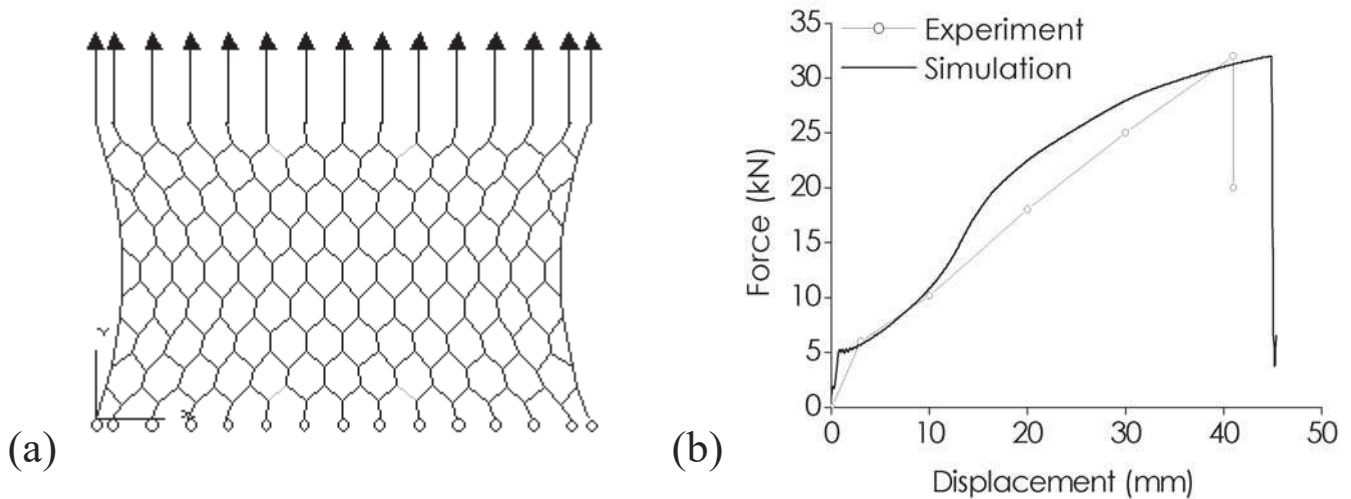 (a)
Y
X
(b)
Force (kN)
35
30
25
20
15
10
5
0
Experiment
Simulation
0 10 20 30 40 50
Displacement (mm)